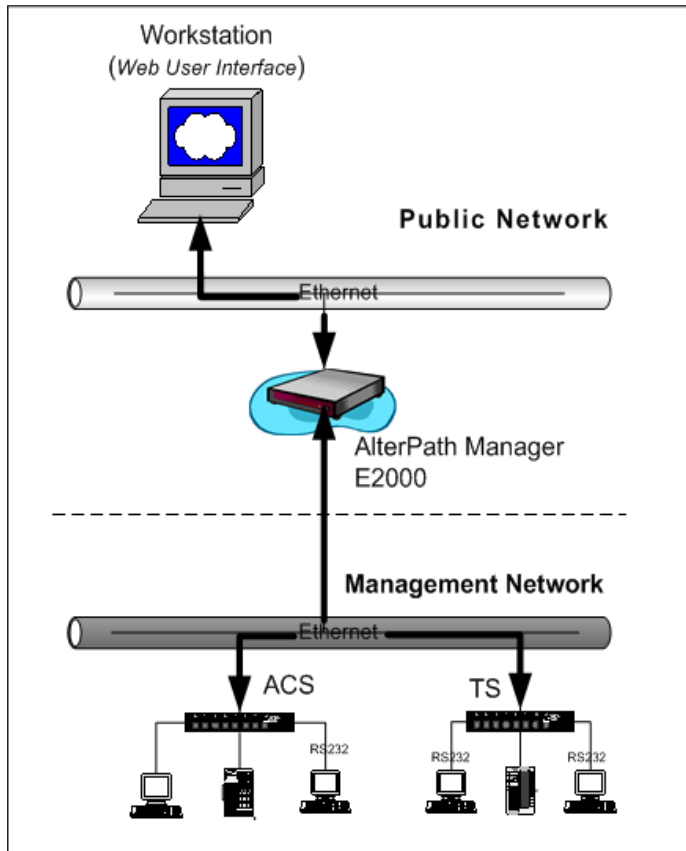 Workstation
(Web User Interface)
Public Network
Ethernet
AlterPath Manager
E2000
Management Network
Ethernet
ACS
TS
RS232
RS232
RS232